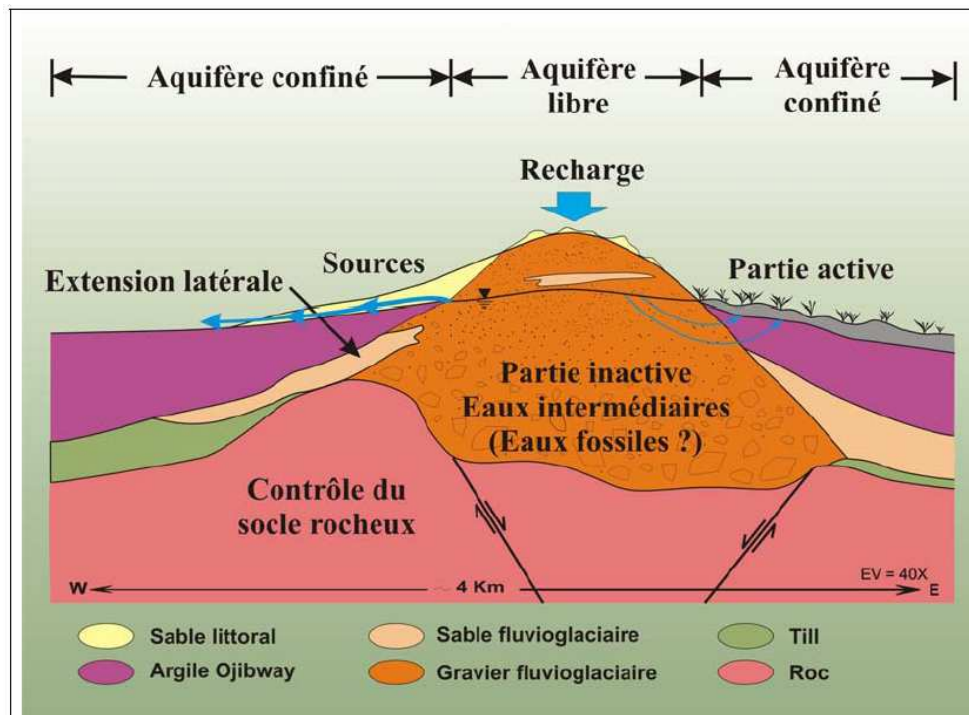 Aquifère confiné
Aquifère
libre
Aquifère
confiné
Recharge
Sources
Extension latérale
Partie active
Partie inactive
Eaux intermédiaires
(Eaux fossiles ?)
Contrôle du
socle rocheux
EV = 40X
W
~ 4 Km
E
Sable littoral
Sable fluvioglaciaire
Till
Argile Ojibway
Gravier fluvioglaciaire
Roc